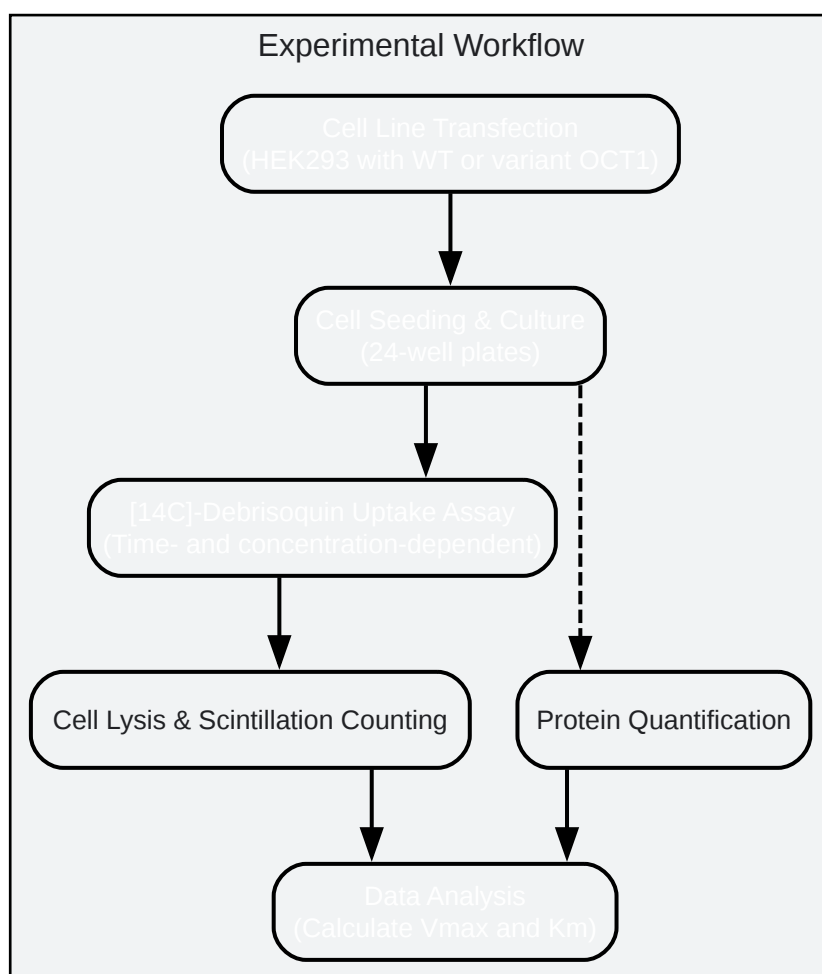 Experimental Workflow
Cell Line Transfection
(HEK293 with WT or variant OCT1)
Cell Seeding & Culture
(24-well plates)
[14C]-Debrisoquin Uptake Assay
(Time- and concentration-dependent)
Cell Lysis & Scintillation Counting
Protein Quantification
Data Analysis
(Calculate Vmax and Km)